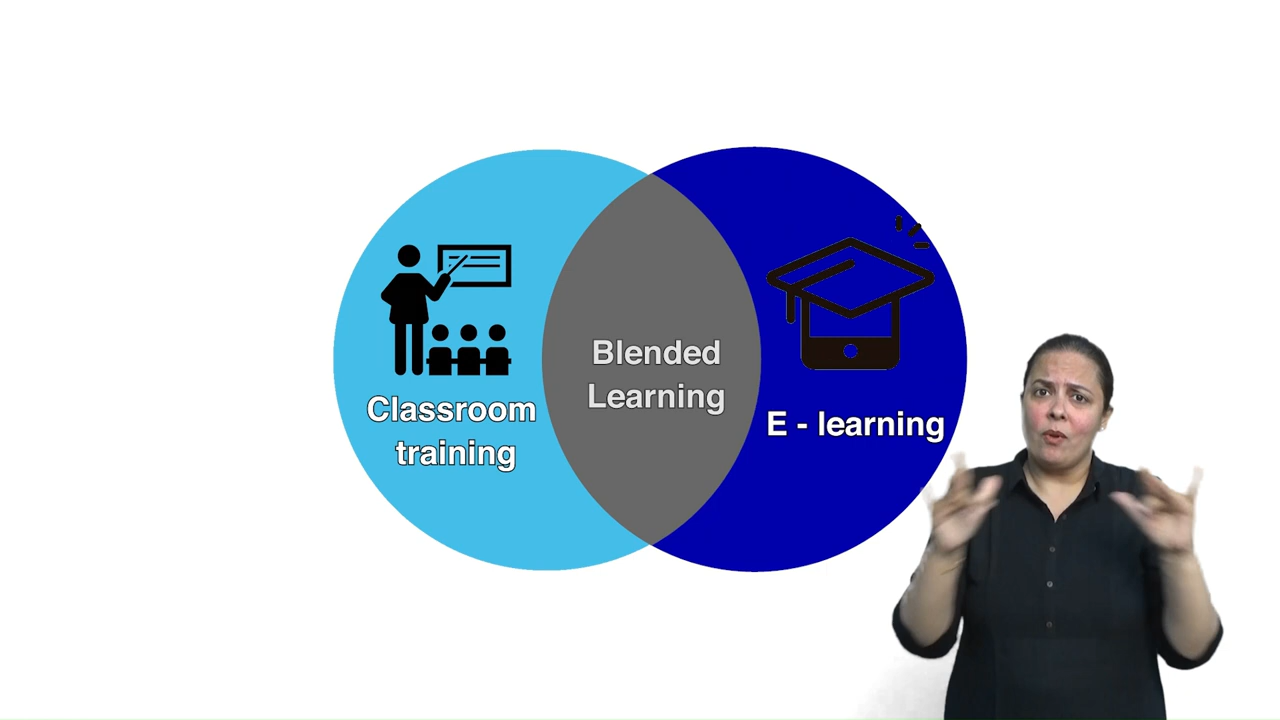 Classroom
training
Blended
Learning
E - learning